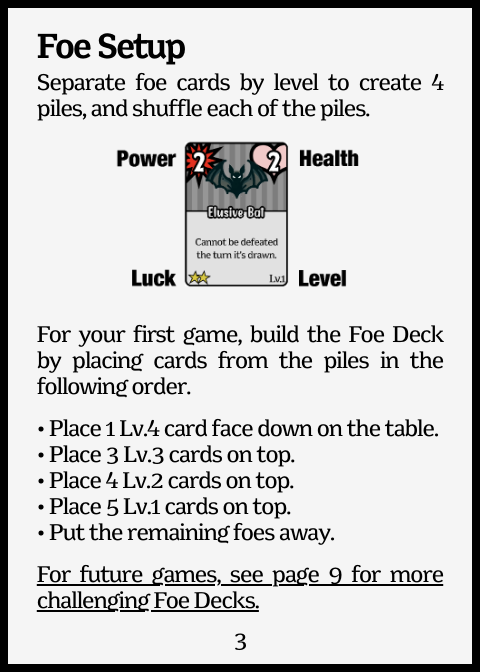 Foe Setup
Separate foe cards by level to create 4
piles, and shuffle each of the piles.
Power 2 2 Health
Elusive Bat
Cannot be defeated
the turn it's drawn.
Luck Lv.1 Level
For your first game, build the Foe Deck
by placing cards from the piles in the
following order.
• Place 1 Lv.4 card face down on the table.
• Place 3 Lv.3 cards on top.
• Place 4 Lv.2 cards on top.
• Place 5 Lv.1 cards on top.
• Put the remaining foes away.
For future games, see page 9 for more
challenging Foe Decks.
3